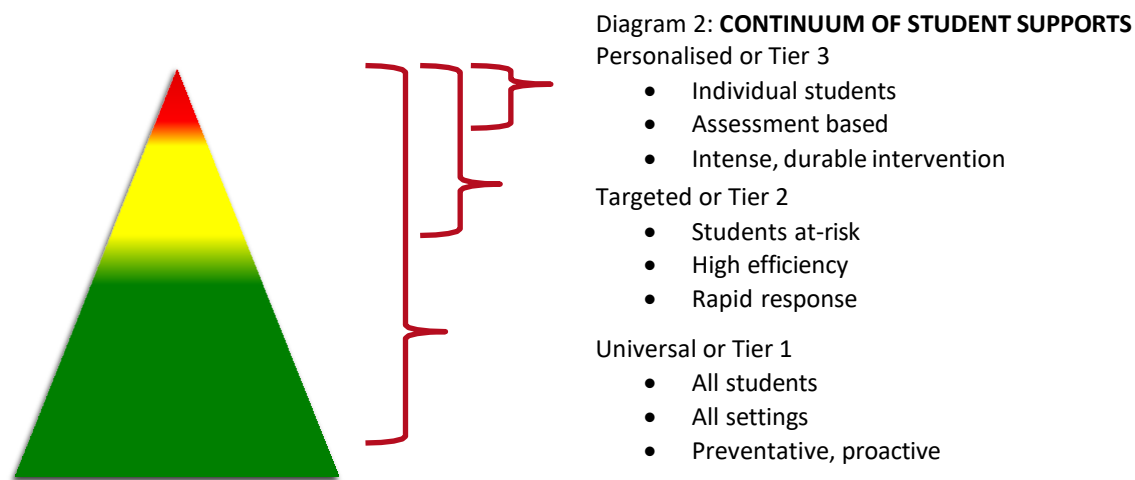 Diagram 2: CONTINUUM OF STUDENT SUPPORTS
Personalised or Tier 3
• Individual students
• Assessment based
• Intense, durable intervention
Targeted or Tier 2
• Students at-risk
• High efficiency
• Rapid response
Universal or Tier 1
• All students
• All settings
• Preventative, proactive